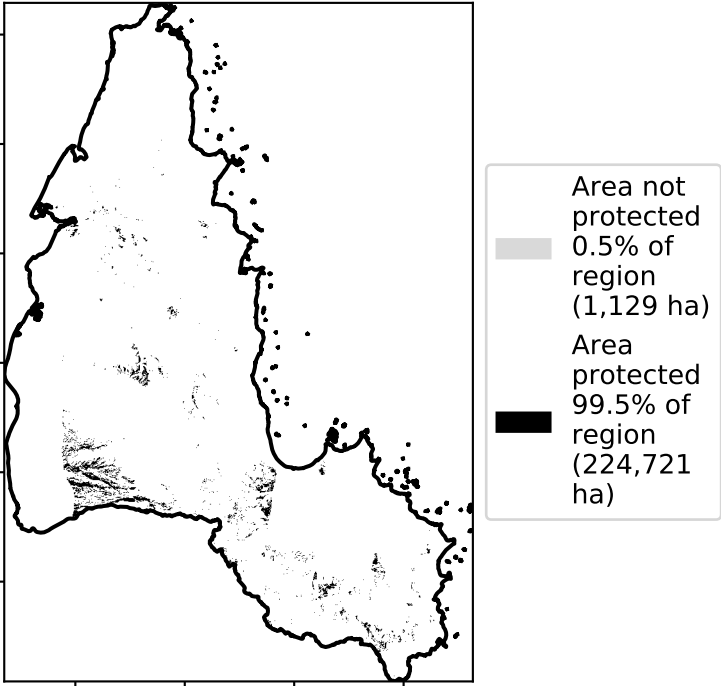 Area not
protected
0.5% of
region
(1,129 ha)
Area
protected
99.5% of
region
(224,721
ha)